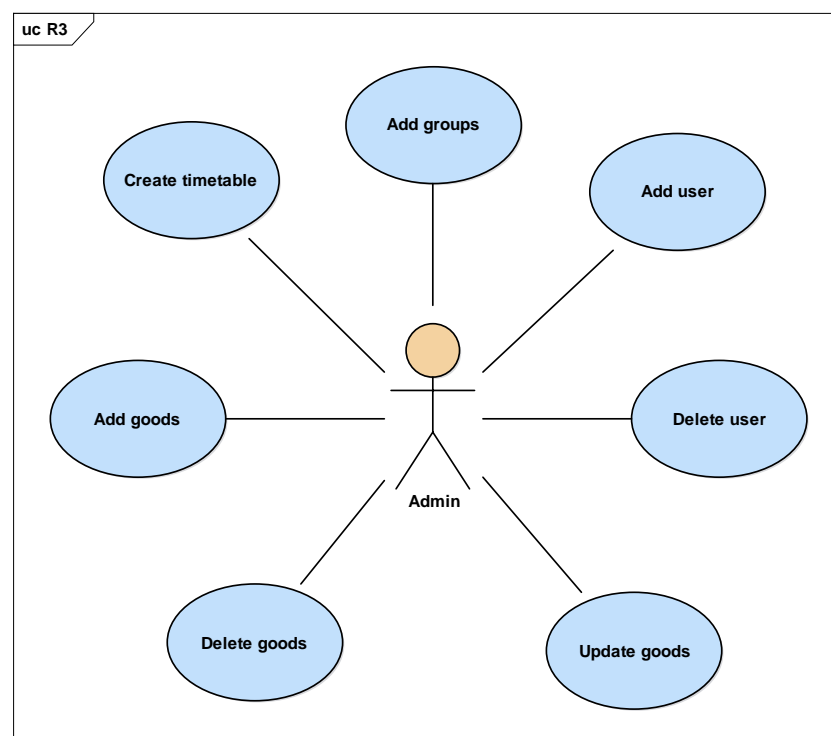 uc R3
Add groups
Create timetable
Add user
Add goods
Delete user
Admin
Delete goods
Update goods